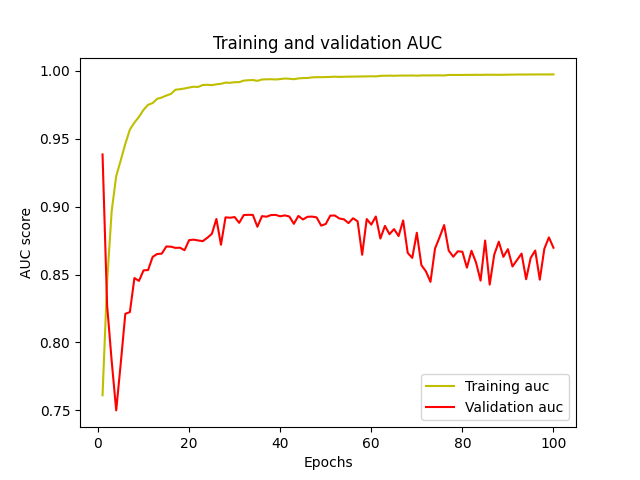 Training and validation AUC
1.00
0.95
0.90
0.85
0.80
0.75
AUC score
0
20
40
60
80
100
Epochs
Training auc
Validation auc